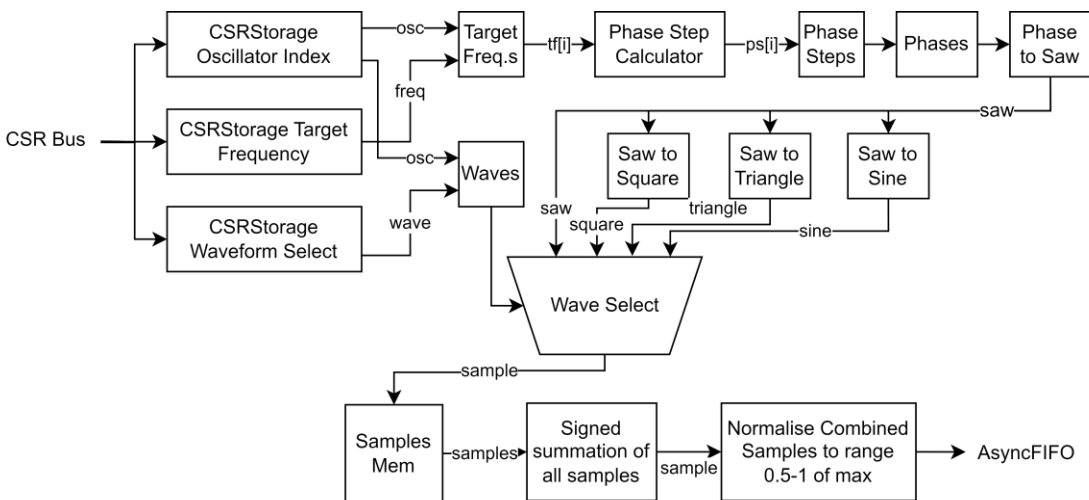 CSR Bus
CSRStorage
Oscillator Index
CSRStorage Target
Frequency
CSRStorage
Waveform Select
osc
freq
osc
wave
Target
Freq.s
Waves
tf[i]
Phase Step
Calculator
ps[i]
Phase
Steps
Phases
Phase
to Saw
saw
Saw to
Square
Saw to
Triangle
Saw to
Sine
saw
square
triangle
sine
Wave Select
sample
Samples
Mem
samples
Signed
summation of
all samples
sample
Normalise Combined
Samples to range
0.5-1 of max
AsyncFIFO